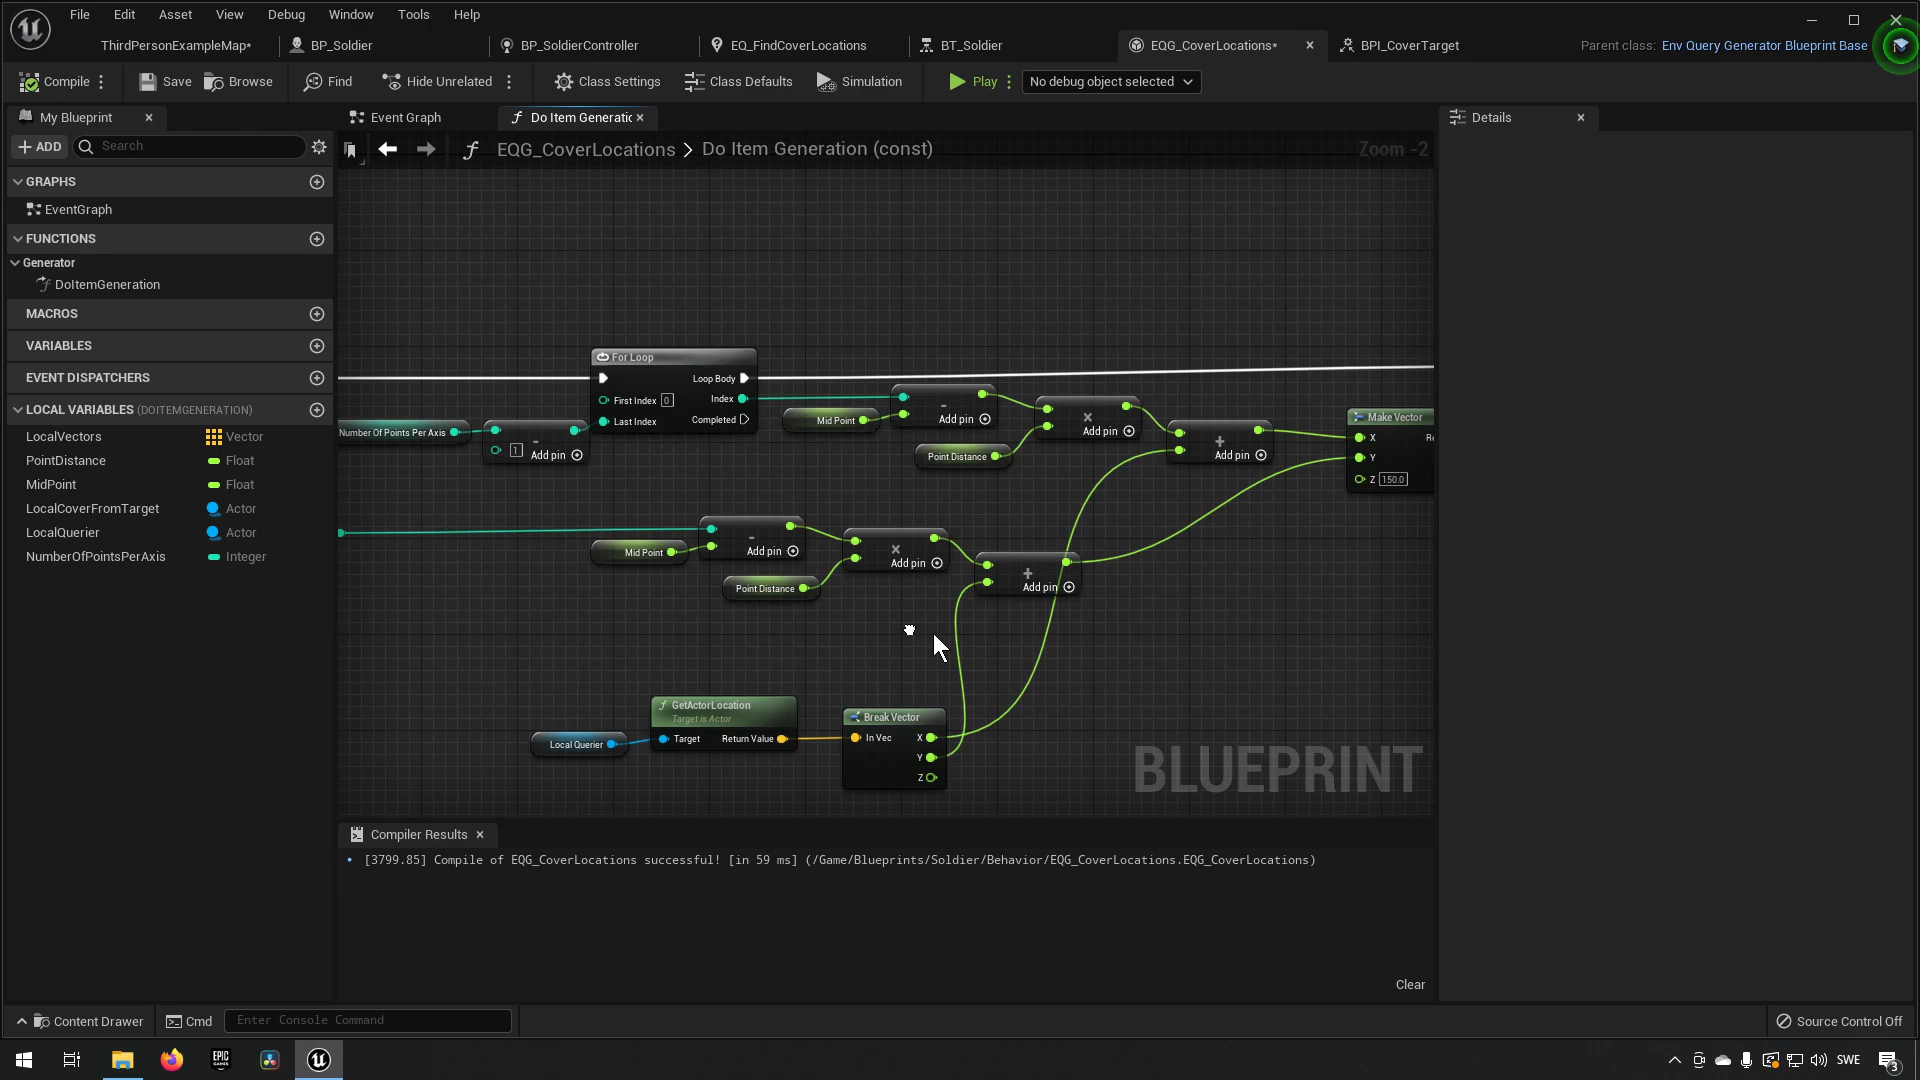 File Edit Asset View Debug Window Tools Help
ThirdPersonExampleMap* BP_Soldier BP_SoldierController EQ_FindCoverLocations BT_Soldier EQG_CoverLocations* BPI_CoverTarget Parent class: Env Query Generator Blueprint Base
Compile Save Browse Find Hide Unrelated Class Settings Class Defaults Simulation Play No debug object selected
My Blueprint Event Graph Do Item Generatic Details
ADD Search EQG_CoverLocations > Do Item Generation (const) Zoom -2
GRAPHS
EventGraph
FUNCTIONS
Generator
DoItemGeneration
MACROS
VARIABLES
EVENT DISPATCHERS
LOCAL VARIABLES (DOITEMGENERATION)
LocalVectors Vector
PointDistance Float
MidPoint Float
LocalCoverFromTarget Actor
LocalQuerier Actor
NumberOfPointsPerAxis Integer
For Loop
Loop Body
First Index 0 Index
Last Index Completed
Number Of Points Per Axis
1 Add pin
Mid Point
- Add pin
Point Distance
× Add pin
+ Add pin
Make Vector
X
Y
Z 150.0
Mid Point
- Add pin
Point Distance
× Add pin
+ Add pin
GetActorLocation
Target is Actor
Local Querier
Target Return Value
Break Vector
In Vec X
Y
Z
BLUEPRINT
Compiler Results
[3799.85] Compile of EQG_CoverLocations successful! [in 59 ms] (/Game/Blueprints/Soldier/Behavior/EQG_CoverLocations.EQG_CoverLocations)
Clear
Content Drawer Cmd Enter Console Command Source Control Off
EPIC GAMES
SWE
3